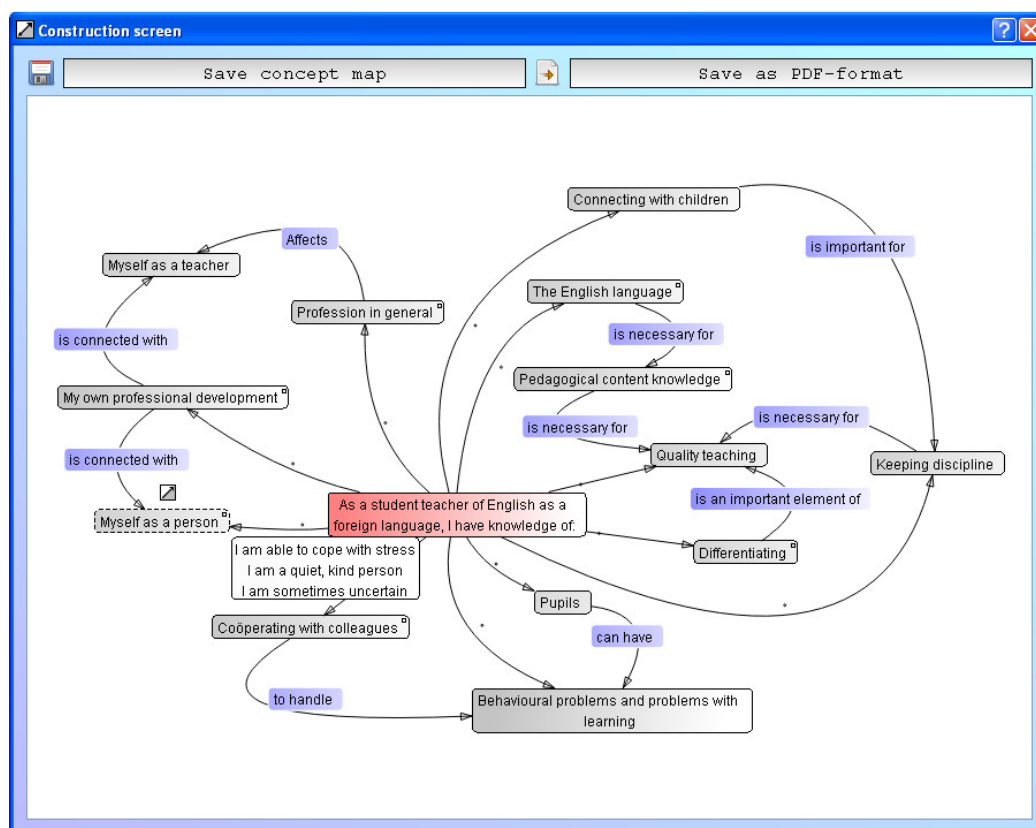 Construction screen
Save concept map
Save as PDF-format
Connecting with children
Affects
is important for
Myself as a teacher
The English language
Profession in general
is connected with
is necessary for
Pedagogical content knowledge
My own professional development
is necessary for
is necessary for
is connected with
Quality teaching
Keeping discipline
is an important element of
As a student teacher of English as a
foreign language, I have knowledge of:
Myself as a person
I am able to cope with stress
I am a quiet, kind person
I am sometimes uncertain
Differentiating
Pupils
Coöperating with colleagues
can have
to handle
Behavioural problems and problems with
learning